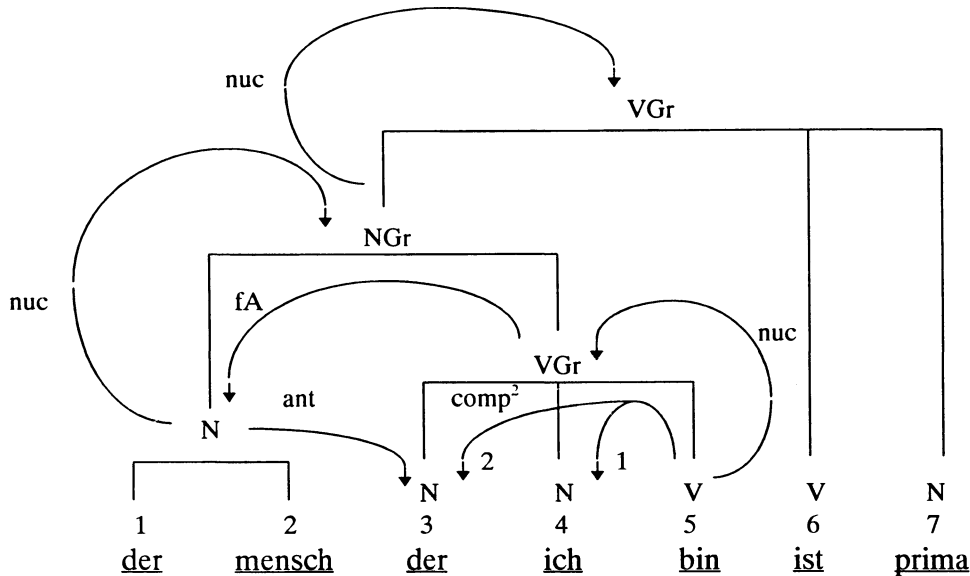 nuc
VGr
NGr
nuc
fA
nuc
VGr
ant
comp²
N
2
1
N
N
V
V
N
1 2 3 4 5 6 7
der mensch der ich bin ist prima